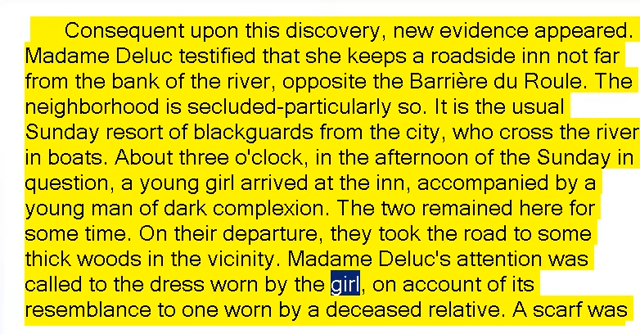 Consequent upon this discovery, new evidence appeared.
Madame Deluc testified that she keeps a roadside inn not far
from the bank of the river, opposite the Barrière du Roule. The
neighborhood is secluded-particularly so. It is the usual
Sunday resort of blackguards from the city, who cross the river
in boats. About three o'clock, in the afternoon of the Sunday in
question, a young girl arrived at the inn, accompanied by a
young man of dark complexion. The two remained here for
some time. On their departure, they took the road to some
thick woods in the vicinity. Madame Deluc's attention was
called to the dress worn by the girl, on account of its
resemblance to one worn by a deceased relative. A scarf was